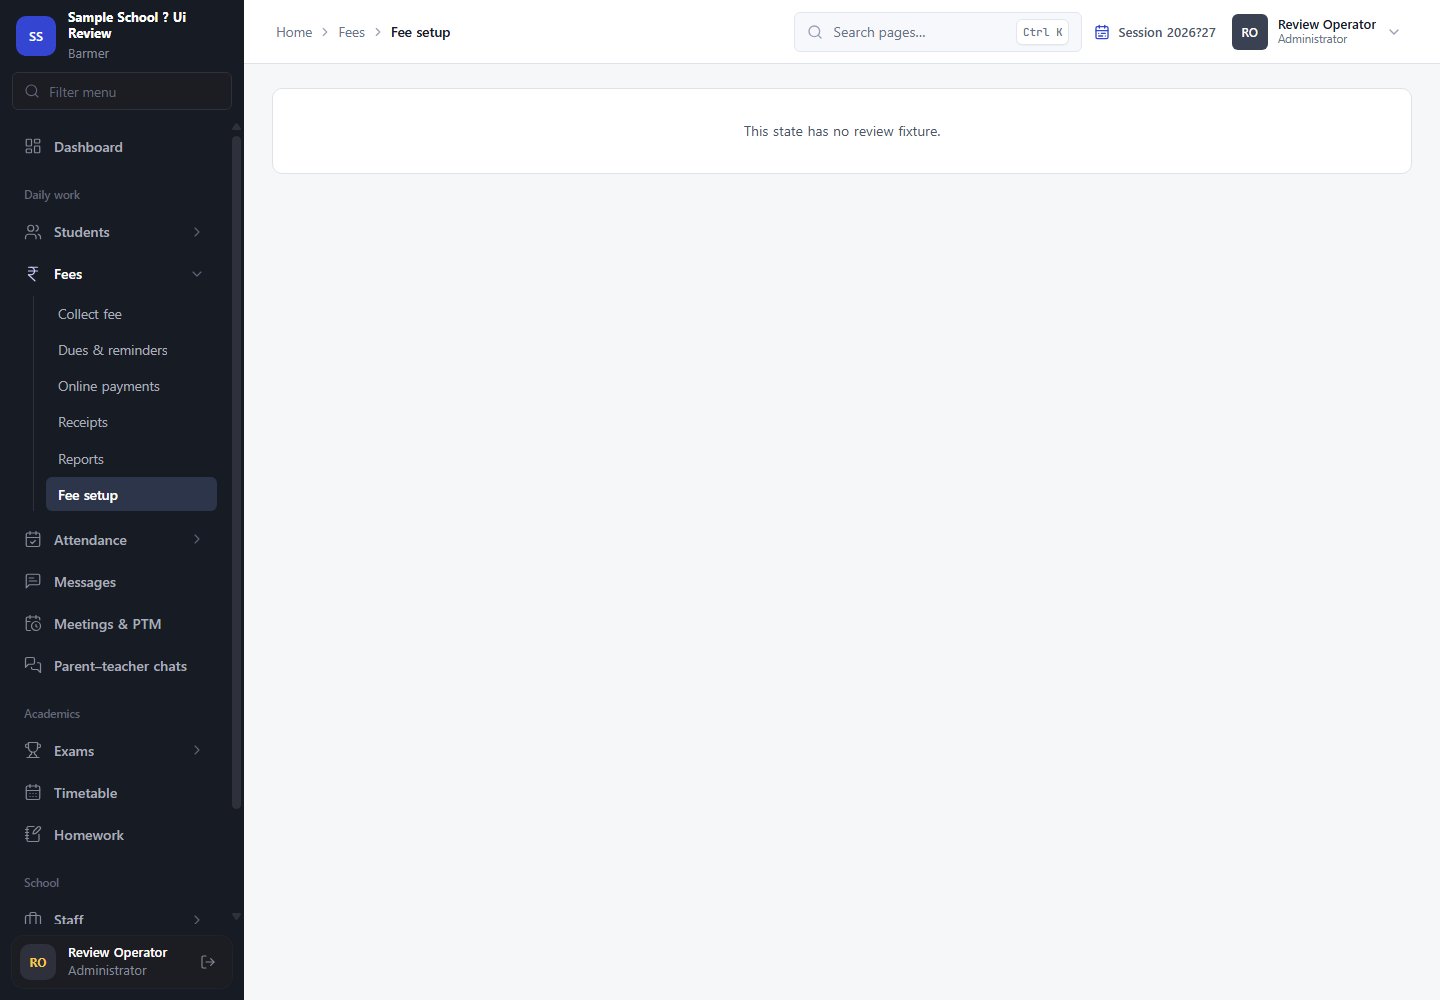 SS
Sample School ? Ui
Review
Barmer
Filter menu
Dashboard
Daily work
Students
Fees
Collect fee
Dues & reminders
Online payments
Receipts
Reports
Fee setup
Attendance
Messages
Meetings & PTM
Parent–teacher chats
Academics
Exams
Timetable
Homework
School
Staff
RO
Review Operator
Administrator
Home > Fees > Fee setup
Search pages...
Ctrl K
Session 2026?27
RO
Review Operator
Administrator
This state has no review fixture.